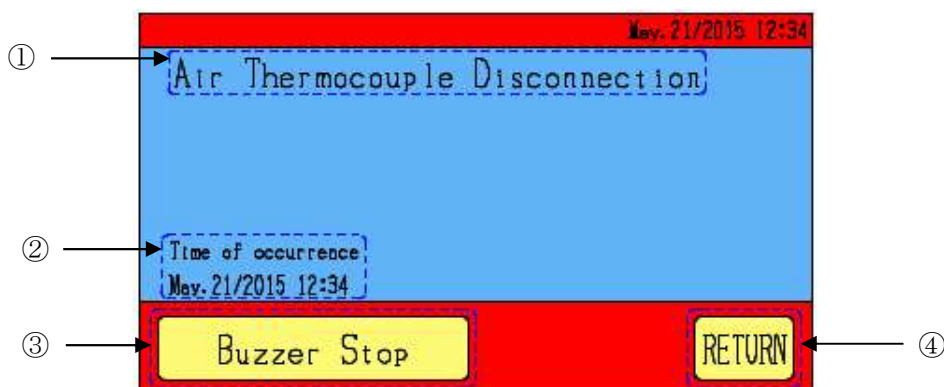 May.21/2015 12:34
① Air Thermocouple Disconnection
② Time of occurrence
May.21/2015 12:34
③ Buzzer Stop
RETURN ④